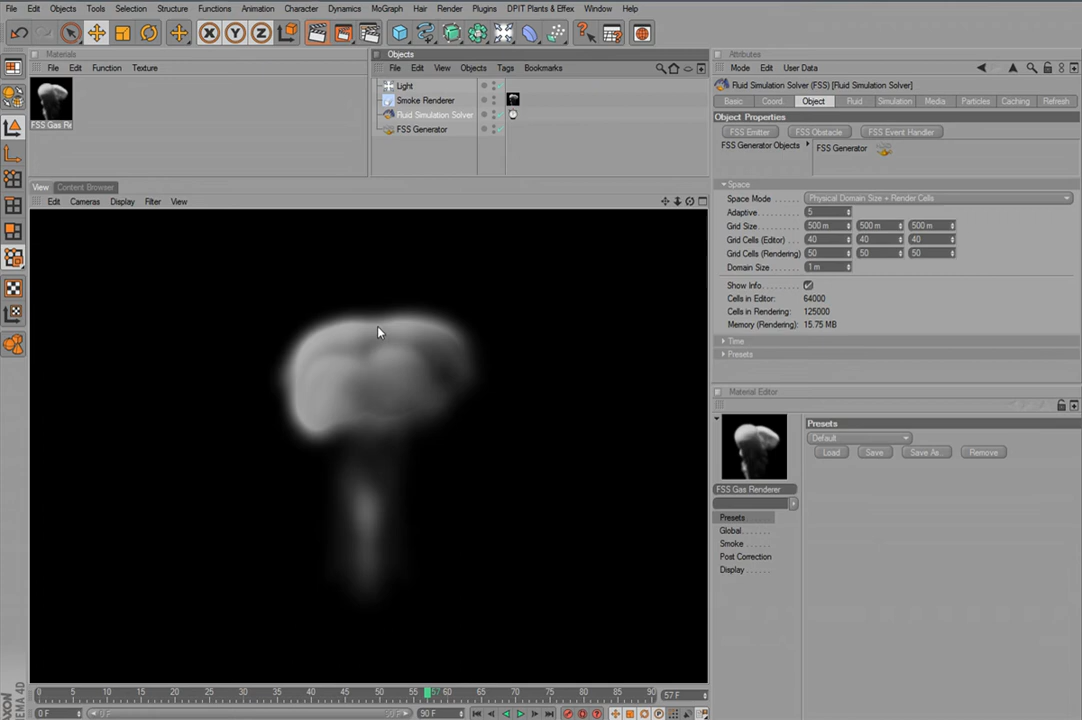 File Edit Objects Tools Selection Structure Functions Animation Character Dynamics MoGraph Hair Render Plugins DPIT Plants & Effex Window Help
Materials
File Edit Function Texture
FSS Gas Re
Objects
File Edit View Objects Tags Bookmarks
Light
Smoke Renderer
Fluid Simulation Solver
FSS Generator
View Content Browser
Edit Cameras Display Filter View
Attributes
Mode Edit User Data
Fluid Simulation Solver (FSS) [Fluid Simulation Solver]
Basic Coord. Object Fluid Simulation Media Particles Caching Refresh
Object Properties
FSS Emitter FSS Obstacle FSS Event Handler
FSS Generator Objects FSS Generator
Space
Space Mode Physical Domain Size + Render Cells
Adaptive 5
Grid Size 500 m 500 m 500 m
Grid Cells (Editor) 40 40 40
Grid Cells (Rendering) 50 50 50
Domain Size 1 m
Show Info
Cells in Editor: 64000
Cells in Rendering: 125000
Memory (Rendering) 15.75 MB
Time
Presets
Material Editor
Presets
Default
Load Save Save As.. Remove
FSS Gas Renderer
Presets
Global
Smoke
Post Correction
Display
0 5 10 15 20 25 30 35 40 45 50 55 57 60 65 70 75 80 85 90 57 F
0 F 90 F